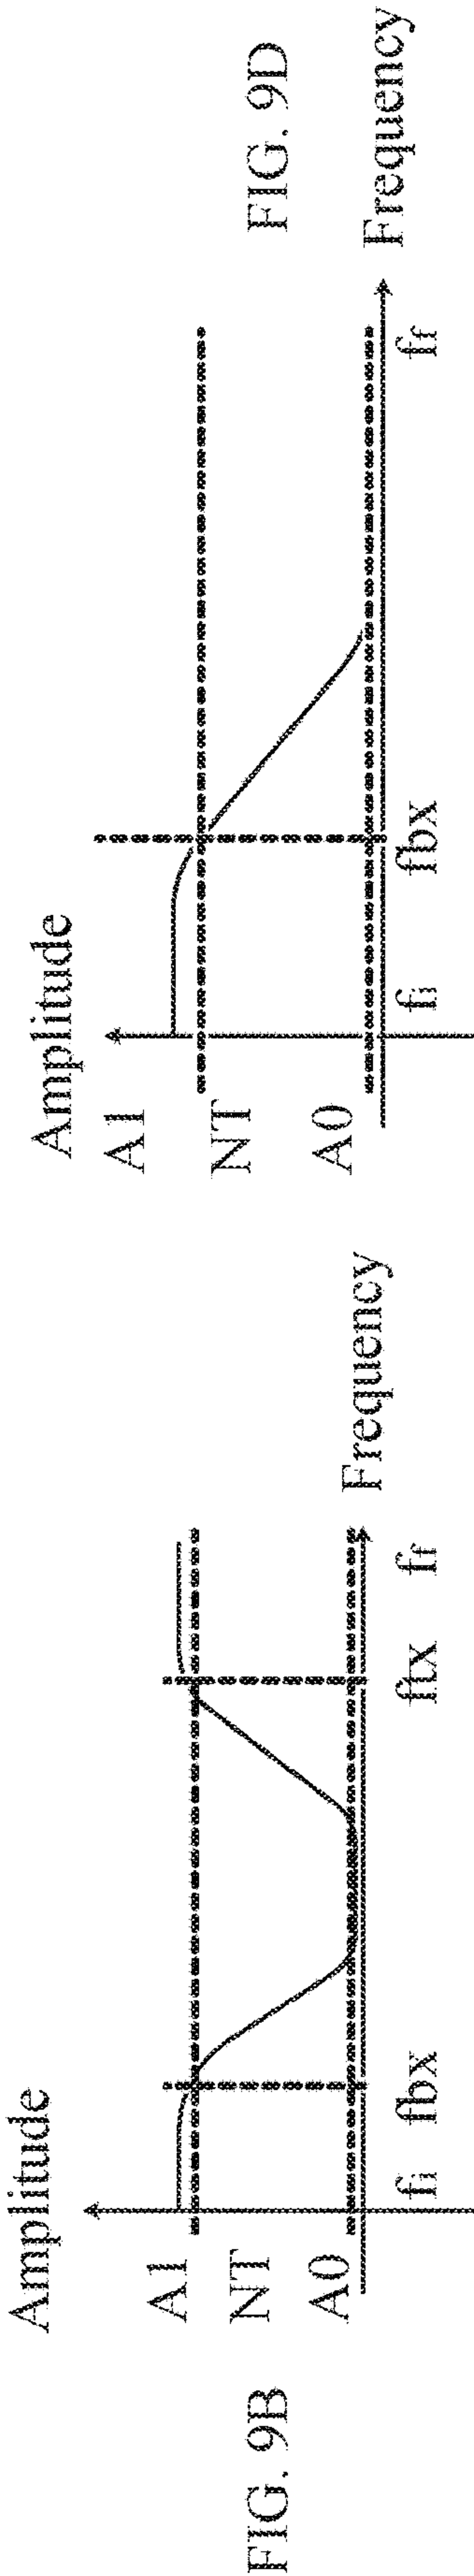 FIG. 9B
Amplitude
A1
NT
A0
fi fbx ftx ff
Frequency
Amplitude
A1
NT
A0
fi fbx ff
Frequency
FIG. 9D